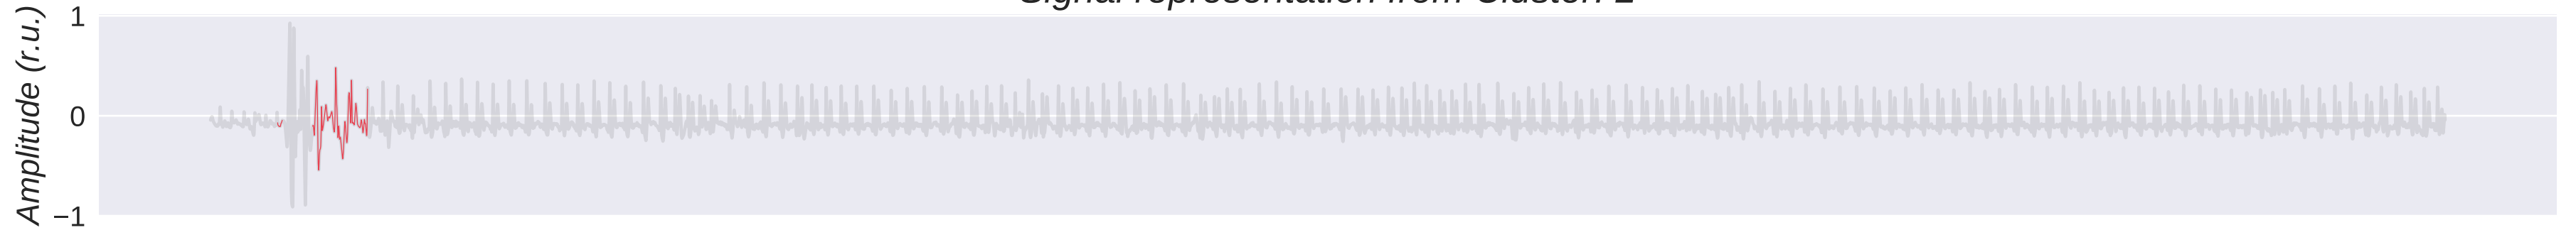 Signal representation from Cluster: 2
Amplitude (r.u.)
1
0
−1